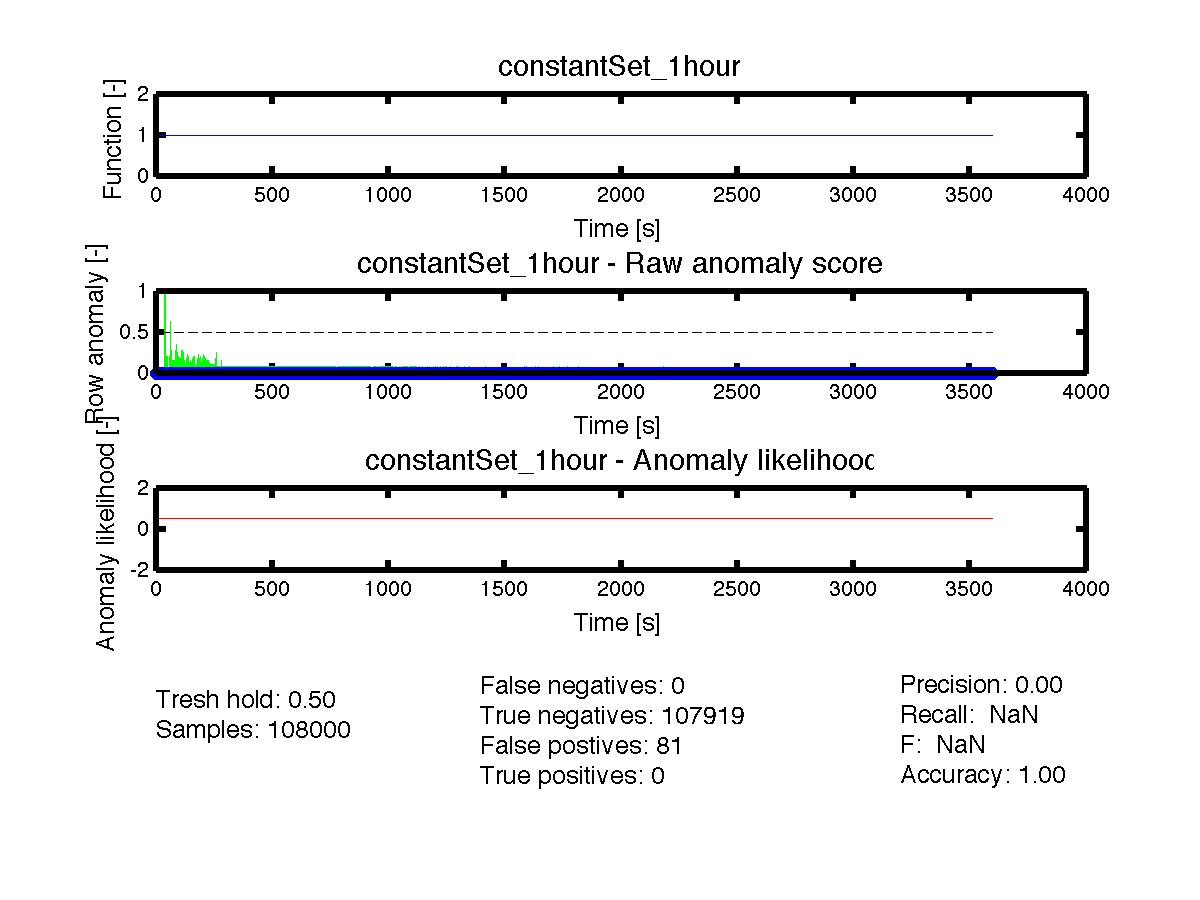 constantSet_1hour
Function [-]
2
1
0
0 500 1000 1500 2000 2500 3000 3500 4000
Time [s]
constantSet_1hour - Raw anomaly score
Row anomaly [-]
1
0.5
0
0 500 1000 1500 2000 2500 3000 3500 4000
Time [s]
constantSet_1hour - Anomaly likelihood
Anomaly likelihood [-]
2
0
-2
0 500 1000 1500 2000 2500 3000 3500 4000
Time [s]
Tresh hold: 0.50
Samples: 108000
False negatives: 0
True negatives: 107919
False postives: 81
True positives: 0
Precision: 0.00
Recall: NaN
F: NaN
Accuracy: 1.00